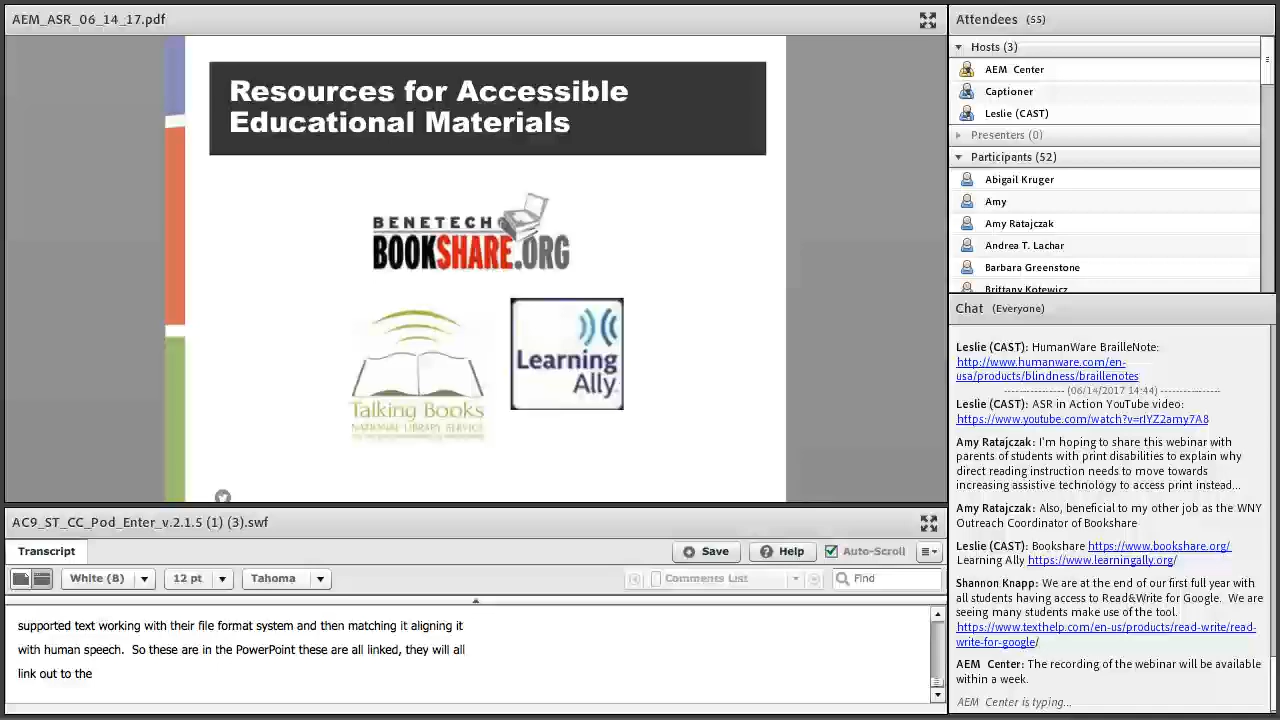 AEM_ASR_06_14_17.pdf
Resources for Accessible
Educational Materials
BENETECH
BOOKSHARE.ORG
Talking Books
NATIONAL LIBRARY SERVICE
Learning
Ally
AC9_ST_CC_Pod_Enter_v.2.1.5 (1) (3).swf
Transcript
Save
Help
Auto-Scroll
White (B)
12 pt
Tahoma
Comments List
Find
supported text working with their file format system and then matching it aligning it
with human speech.  So these are in the PowerPoint these are all linked, they will all
link out to the
Attendees (55)
Hosts (3)
AEM Center
Captioner
Leslie (CAST)
Presenters (0)
Participants (52)
Abigail Kruger
Amy
Amy Ratajczak
Andrea T. Lachar
Barbara Greenstone
Brittany Kotewicz
Chat (Everyone)
Leslie (CAST): HumanWare BrailleNote:
http://www.humanware.com/en-
usa/products/blindness/braillenotes
------------------ (06/14/2017 14:44) ----------------
Leslie (CAST): ASR in Action YouTube video:
https://www.youtube.com/watch?v=rIYZ2amy7A8
Amy Ratajczak: I'm hoping to share this webinar with
parents of students with print disabilities to explain why
direct reading instruction needs to move towards
increasing assistive technology to access print instead...
Amy Ratajczak: Also, beneficial to my other job as the WNY
Outreach Coordinator of Bookshare
Leslie (CAST): Bookshare https://www.bookshare.org/
Learning Ally https://www.learningally.org/
Shannon Knapp: We are at the end of our first full year with
all students having access to Read&Write for Google.  We are
seeing many students make use of the tool.
https://www.texthelp.com/en-us/products/read-write/read-
write-for-google/
AEM Center: The recording of the webinar will be available
within a week.
AEM Center is typing...